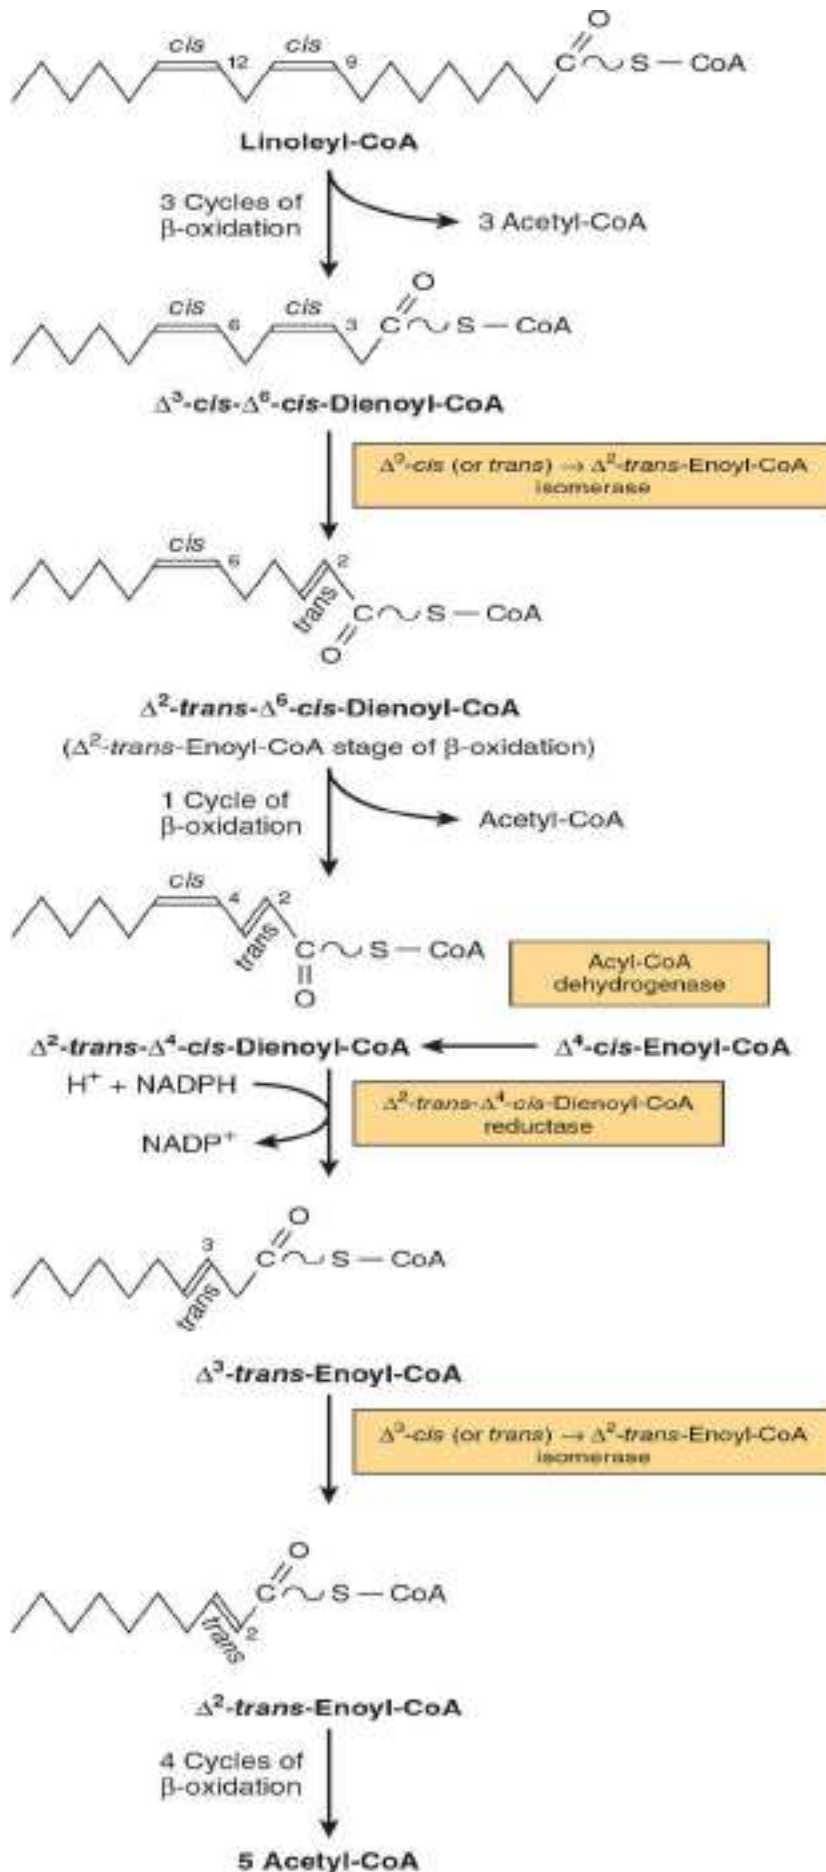 cis cis O
12 9 C S — CoA
Linoleyl-CoA
3 Cycles of
β-oxidation
3 Acetyl-CoA
cis cis O
6 3 C S — CoA
Δ³-cis-Δ⁶-cis-Dienoyl-CoA
Δ³-cis (or trans) → Δ²-trans-Enoyl-CoA
isomerase
cis
6 2
trans C S — CoA
O
Δ²-trans-Δ⁶-cis-Dienoyl-CoA
(Δ²-trans-Enoyl-CoA stage of β-oxidation)
1 Cycle of
β-oxidation
Acetyl-CoA
cis
4 2
trans C S — CoA
O
Acyl-CoA
dehydrogenase
Δ²-trans-Δ⁴-cis-Dienoyl-CoA
Δ⁴-cis-Enoyl-CoA
H⁺ + NADPH
NADP⁺
Δ²-trans-Δ⁴-cis-Dienoyl-CoA
reductase
O
3 C S — CoA
trans
Δ³-trans-Enoyl-CoA
Δ³-cis (or trans) → Δ²-trans-Enoyl-CoA
isomerase
O
C S — CoA
trans 2
Δ²-trans-Enoyl-CoA
4 Cycles of
β-oxidation
5 Acetyl-CoA